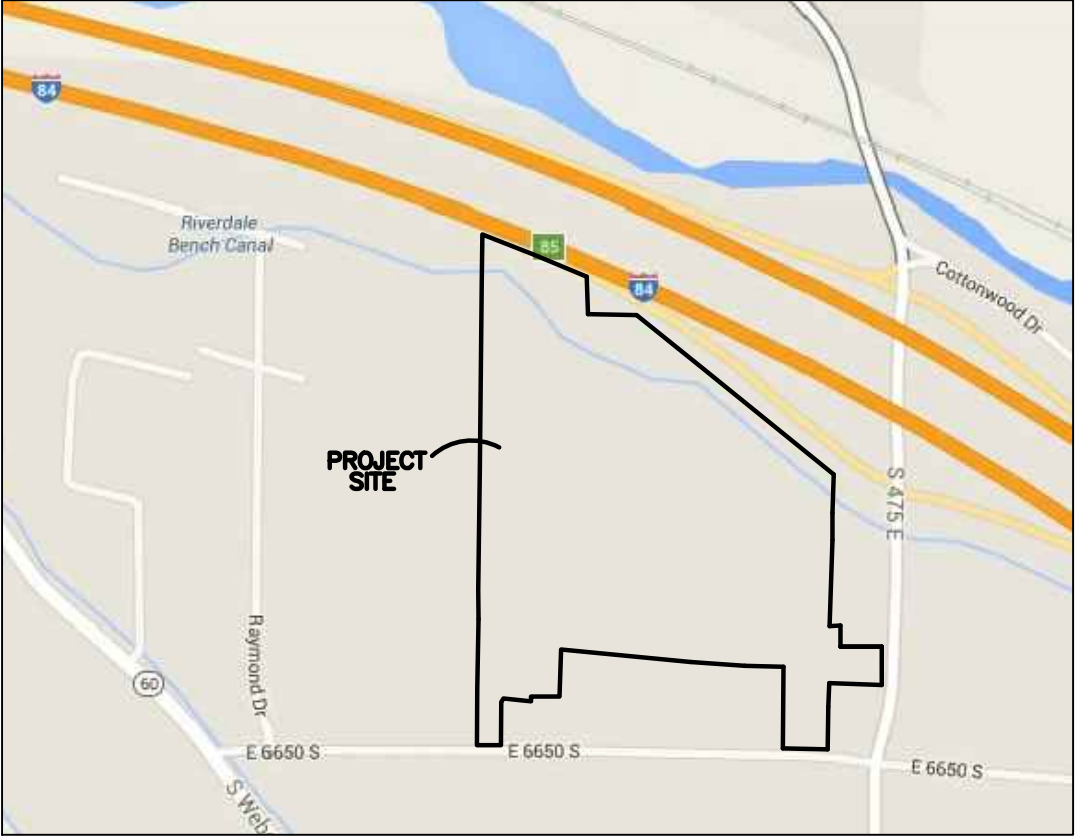 84
Riverdale
Bench Canal
85
84
Cottonwood Dr
PROJECT
SITE
S 475 E
Raymond Dr
60
E 6650 S
E 6650 S
E 6650 S
S Web